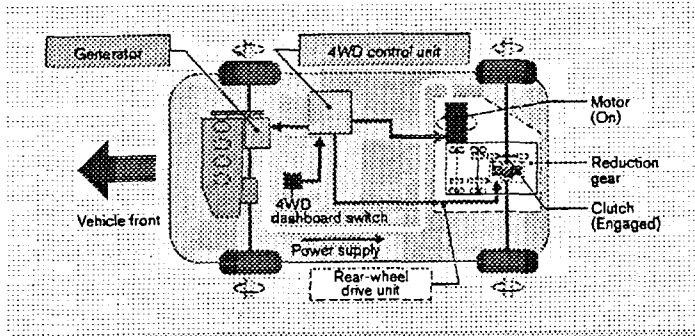 Generator
4WD control unit
Motor
(On)
Reduction
gear
Clutch
(Engaged)
Vehicle front
4WD
dashboard switch
Power supply
Rear-wheel
drive unit